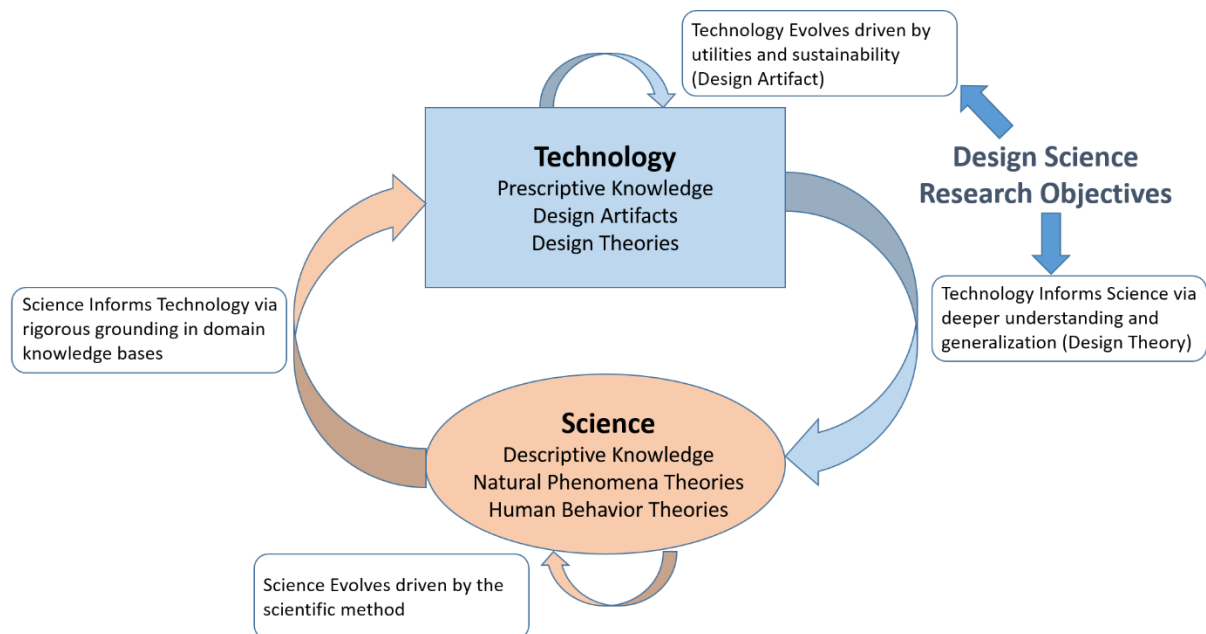 Technology Evolves driven by
utilities and sustainability
(Design Artifact)
Technology
Prescriptive Knowledge
Design Artifacts
Design Theories
Design Science
Research Objectives
Science Informs Technology via
rigorous grounding in domain
knowledge bases
Technology Informs Science via
deeper understanding and
generalization (Design Theory)
Science
Descriptive Knowledge
Natural Phenomena Theories
Human Behavior Theories
Science Evolves driven by the
scientific method